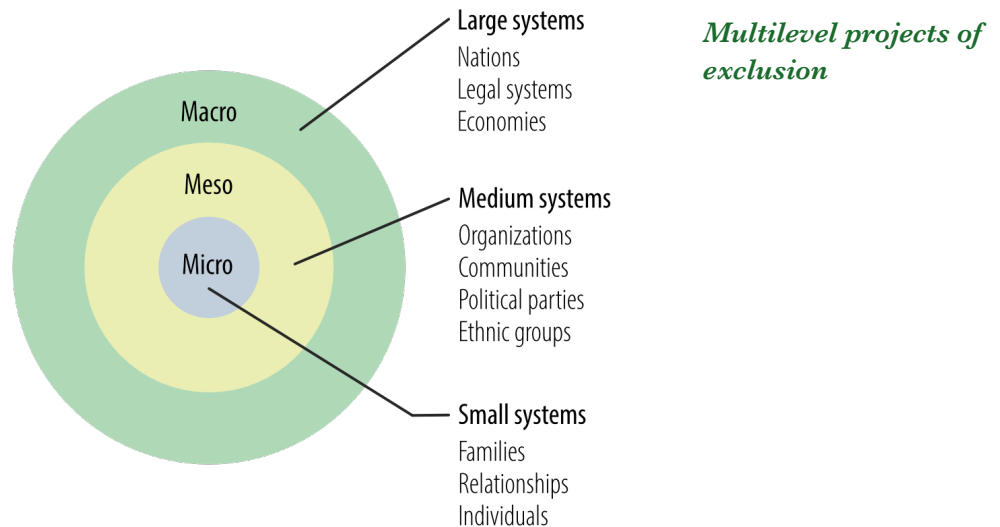 Multilevel projects of
exclusion
Macro
Meso
Micro
Large systems
Nations
Legal systems
Economies
Medium systems
Organizations
Communities
Political parties
Ethnic groups
Small systems
Families
Relationships
Individuals